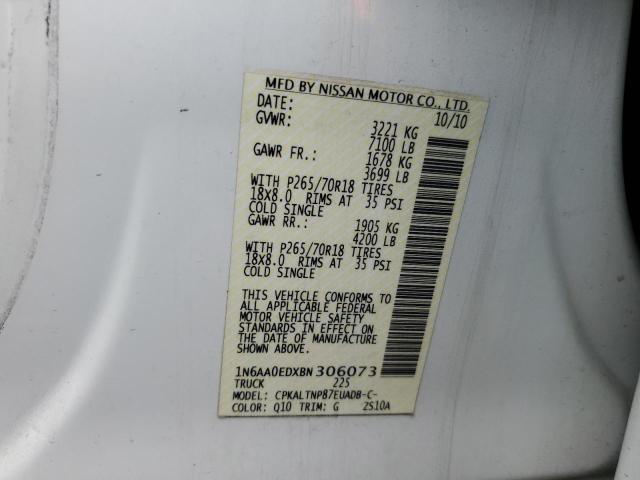 MFD BY NISSAN MOTOR CO., LTD.
DATE: 10/10
GVWR: 3221 KG
7100 LB
GAWR FR.: 1678 KG
3699 LB
WITH P265/70R18 TIRES
18X8.0 RIMS AT 35 PSI
COLD SINGLE
GAWR RR.: 1905 KG
4200 LB
WITH P265/70R18 TIRES
18X8.0 RIMS AT 35 PSI
COLD SINGLE
THIS VEHICLE CONFORMS TO
ALL APPLICABLE FEDERAL
MOTOR VEHICLE SAFETY
STANDARDS IN EFFECT ON
THE DATE OF MANUFACTURE
SHOWN ABOVE.
1N6AA0EDXBN306073
TRUCK 225
MODEL: CPKALTNP87EUADB-C-
COLOR: Q10 TRIM: G 2S10A